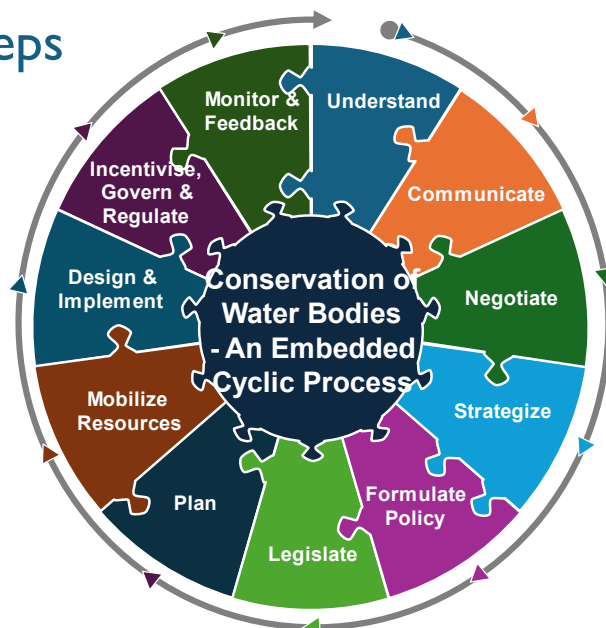 eps
Understand
Communicate
Negotiate
Strategize
Formulate
Policy
Legislate
Plan
Mobilize
Resources
Design &
Implement
Incentivise,
Govern &
Regulate
Monitor &
Feedback
Conservation of
Water Bodies
- An Embedded
Cyclic Process